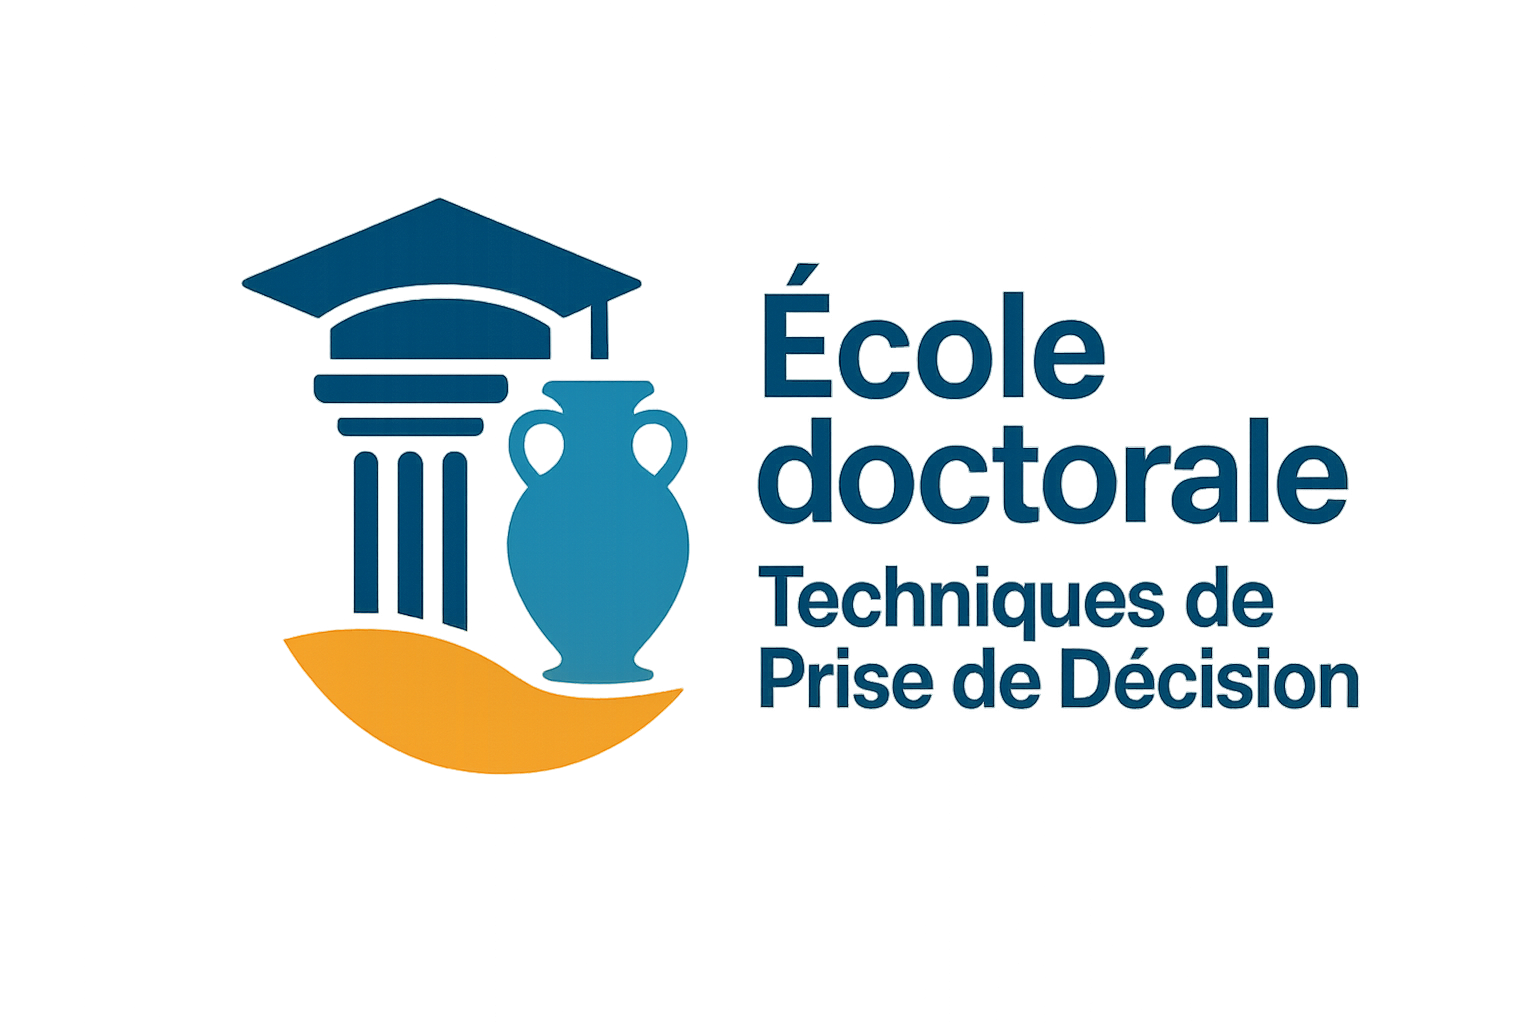 École
doctorale
Techniques de
Prise de Décision